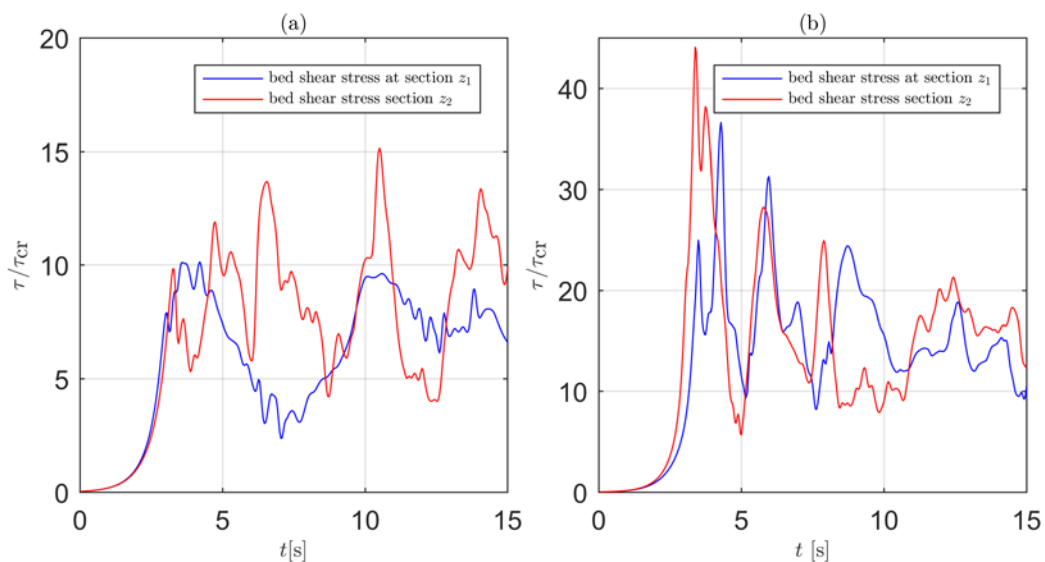 (a)
20
15
10
5
0
0 5 10 15
τ/τcr
t[s]
bed shear stress at section z₁
bed shear stress section z₂
(b)
40
30
20
10
0
0 5 10 15
τ/τcr
t [s]
bed shear stress at section z₁
bed shear stress section z₂